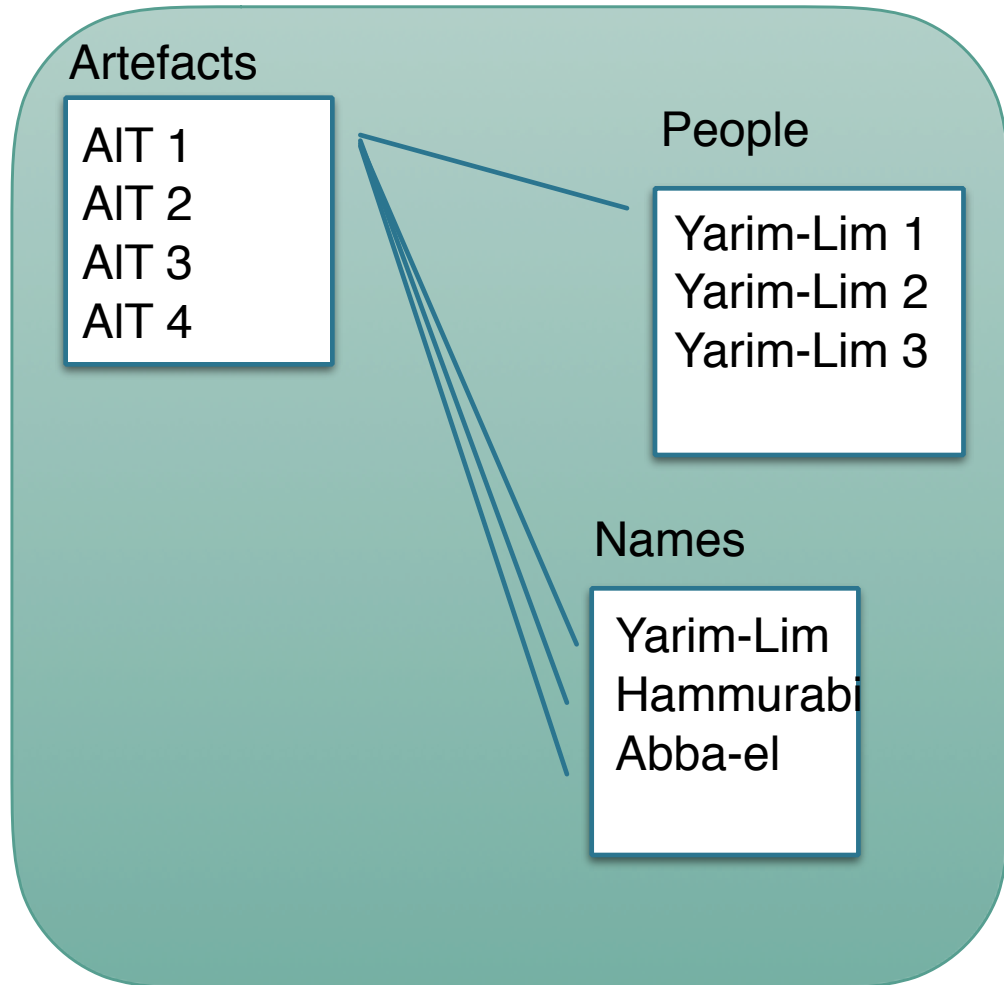 Artefacts
AlT 1
AlT 2
AlT 3
AlT 4
People
Yarim-Lim 1
Yarim-Lim 2
Yarim-Lim 3
Names
Yarim-Lim
Hammurabi
Abba-el